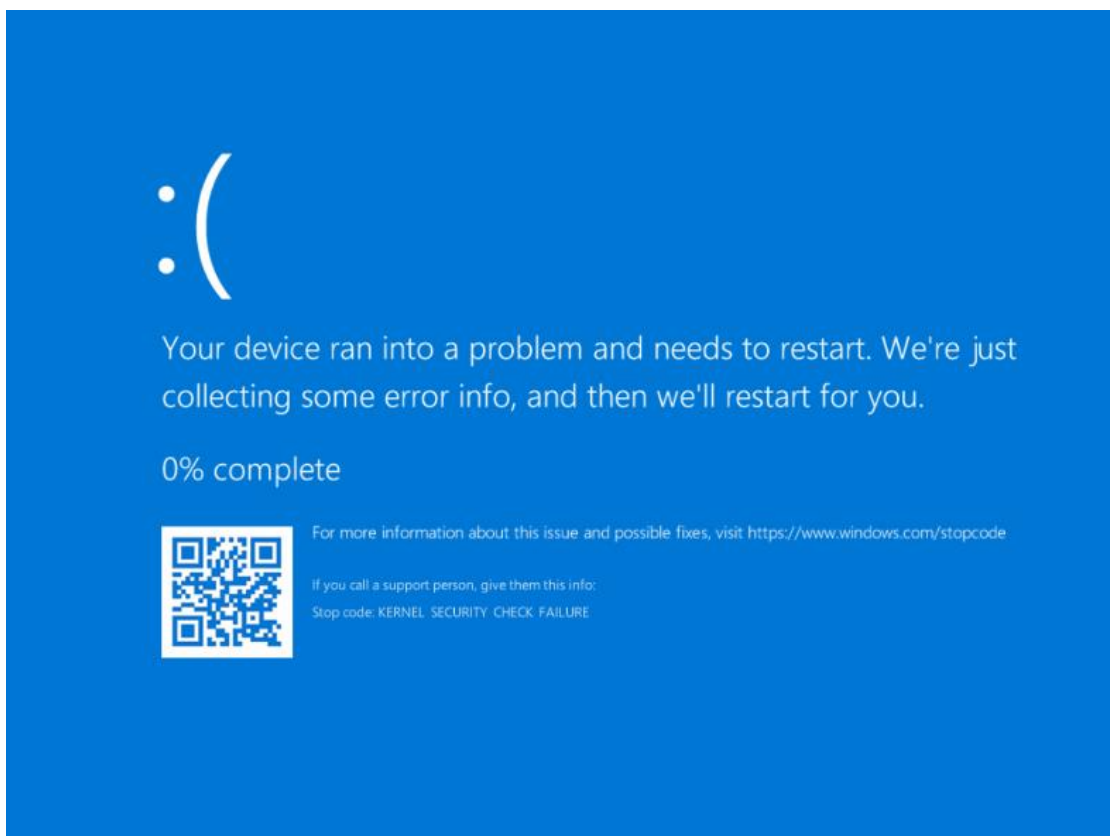 :(
Your device ran into a problem and needs to restart. We're just
collecting some error info, and then we'll restart for you.
0% complete
For more information about this issue and possible fixes, visit https://www.windows.com/stopcode
If you call a support person, give them this info:
Stop code: KERNEL SECURITY CHECK FAILURE